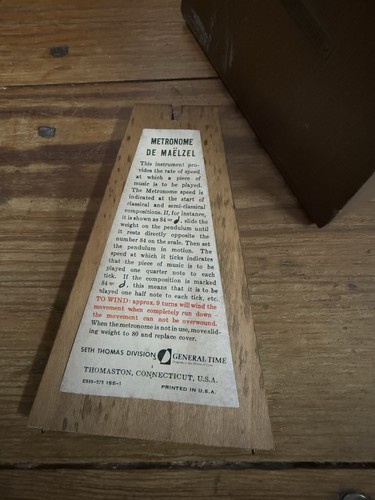 METRONOME
DE MAËLZEL
This instrument pro-
vides the rate of speed
at which a piece of
music is to be played.
The Metronome speed is
indicated at the start of
classical and semi-classical
compositions. If, for instance,
it is shown as 84 = ♩, slide the
weight on the pendulum until
it rests directly opposite the
number 84 on the scale. Then set
the pendulum in motion. The
speed at which it ticks indicates
that the piece of music is to be
played one quarter note to each
tick. If the composition is marked
84 = , this means that it is to be
played one half note to each tick, etc.
TO WIND: approx. 9 turns will wind the
movement when completely run down -
the movement can not be overwound.
When the metronome is not in use, move slid-
ing weight to 80 and replace cover.
SETH THOMAS DIVISION GENERAL TIME
THOMASTON, CONNECTICUT, U.S.A.
PRINTED IN U.S.A.